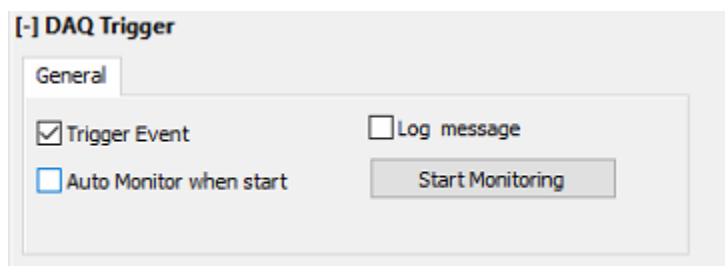 [-] DAQ Trigger
General
Trigger Event
Log message
Auto Monitor when start
Start Monitoring